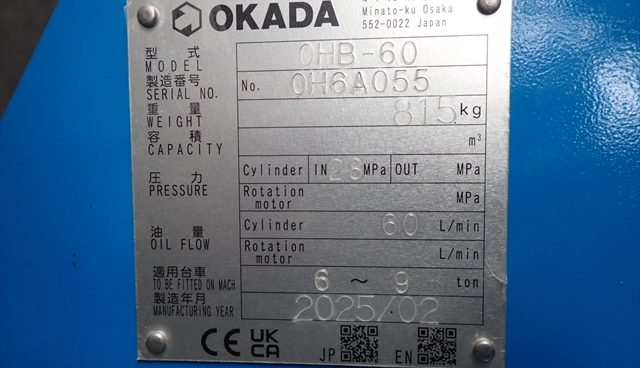 OKADA
Minato-ku Osaka
552-0022 Japan
型式 OHB-60
MODEL
製造番号 No. OH6A055
SERIAL NO.
重量 815 kg
WEIGHT
容積 m³
CAPACITY
圧力 Cylinder IN 28 MPa OUT MPa
PRESSURE Rotation motor MPa
油量 Cylinder 60 L/min
OIL FLOW Rotation motor L/min
適用台車 6 ~ 9 ton
TO BE FITTED ON MACH
製造年月 2025/02
MANUFACTURING YEAR
CE UK CA JP EN